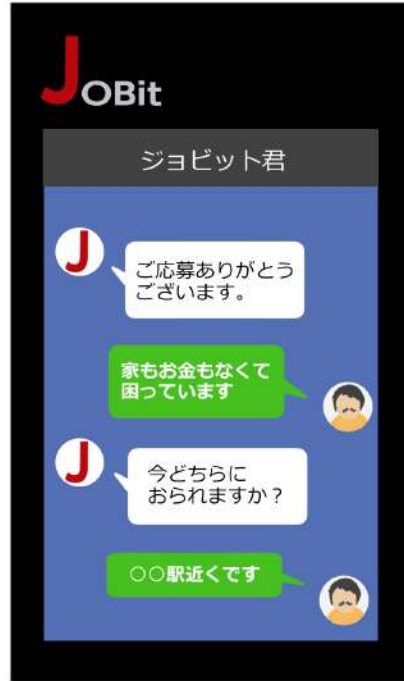 JOBit
ジョビット君
J
ご応募ありがとう
ございます。
家もお金もなくて
困っています
J
今どちらに
おられますか？
○○駅近くです